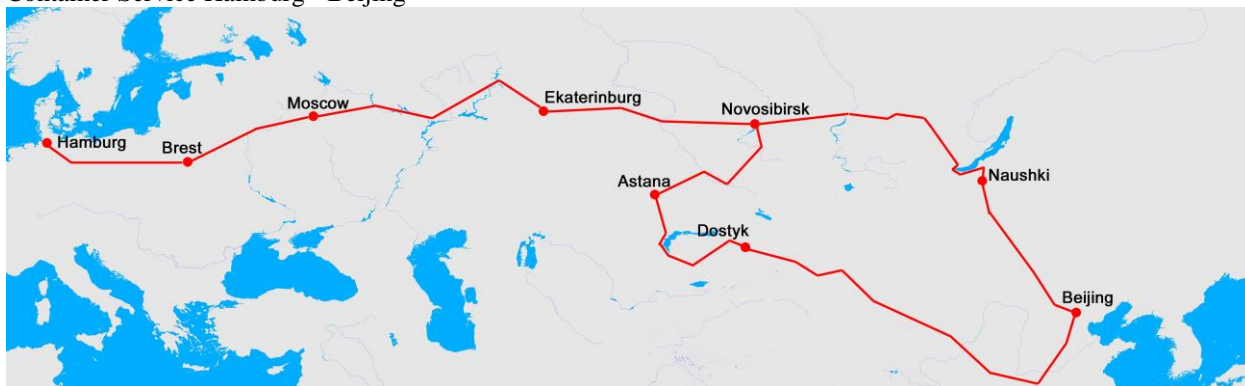 Container Service Hamburg - Beijing
Moscow
Ekaterinburg
Novosibirsk
Hamburg
Brest
Astana
Naushki
Dostyk
Beijing